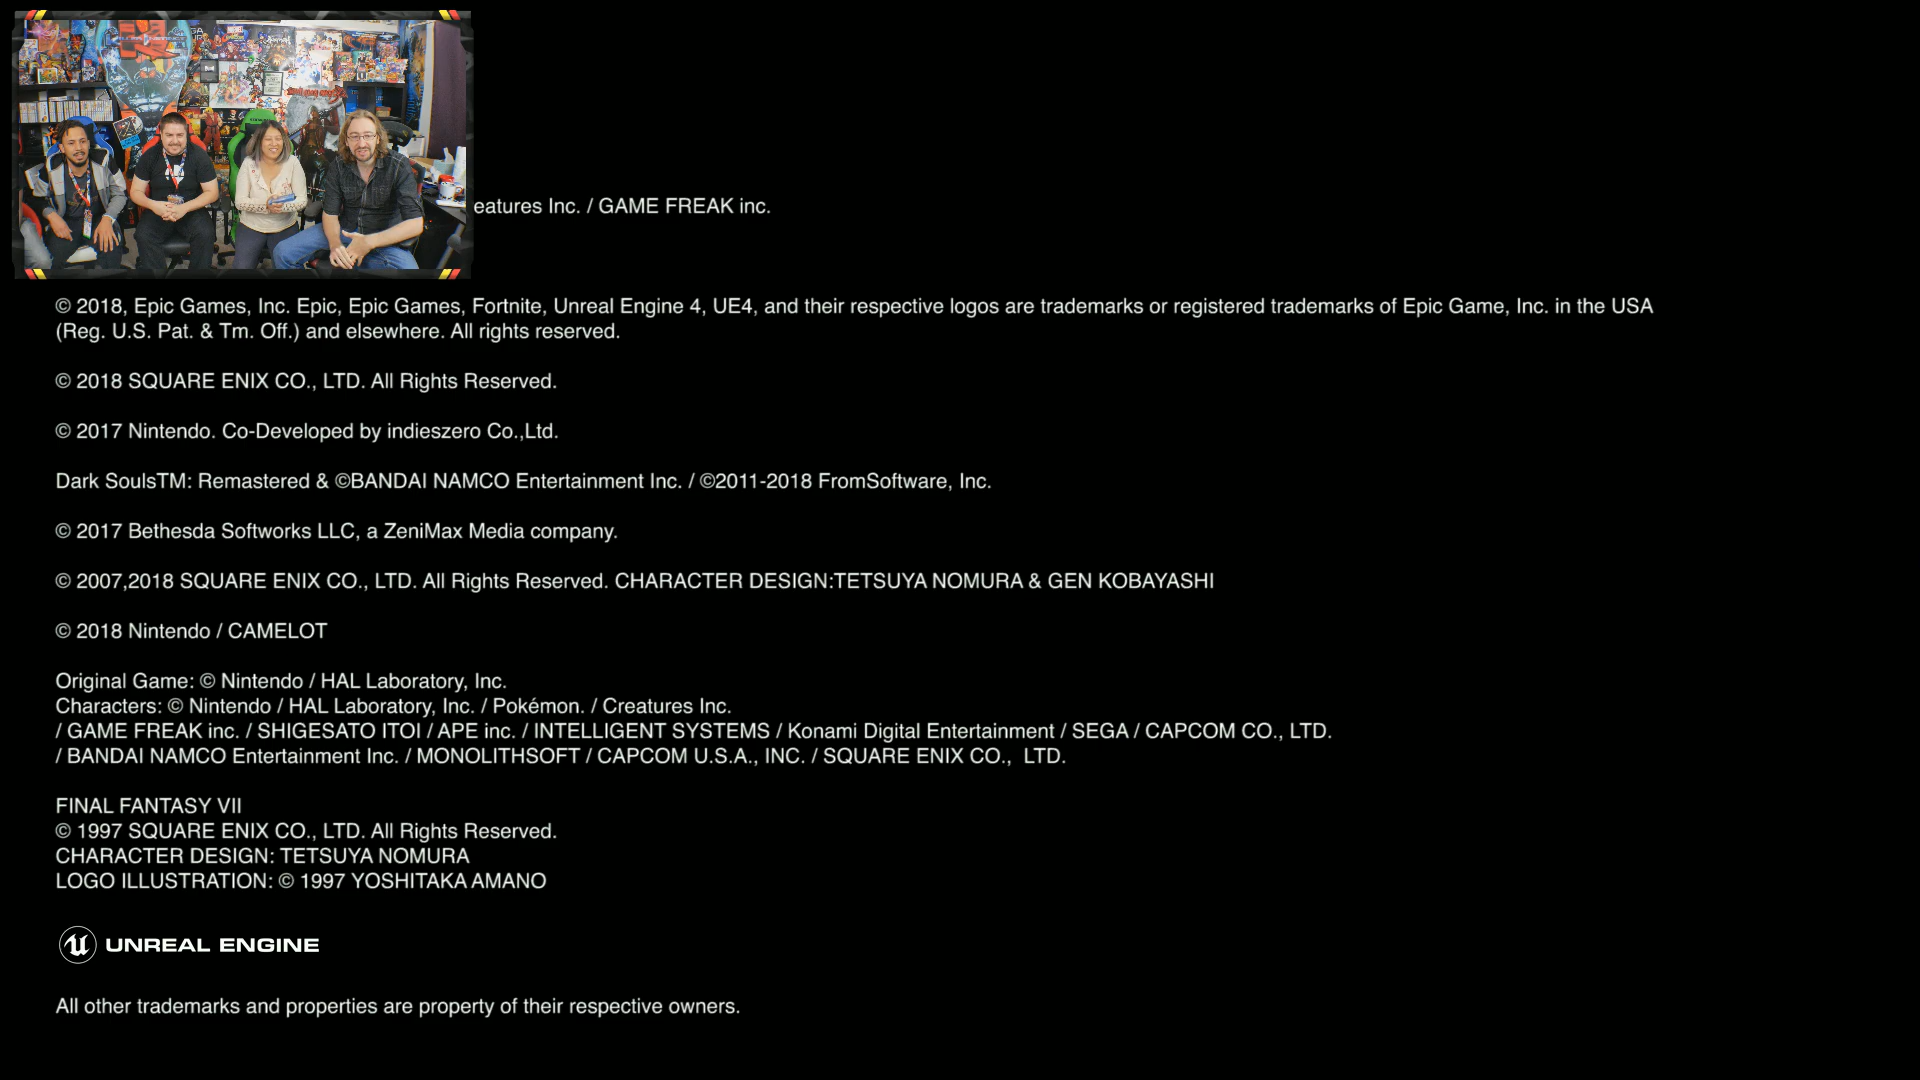 eatures Inc. / GAME FREAK inc.
© 2018, Epic Games, Inc. Epic, Epic Games, Fortnite, Unreal Engine 4, UE4, and their respective logos are trademarks or registered trademarks of Epic Game, Inc. in the USA
(Reg. U.S. Pat. & Tm. Off.) and elsewhere. All rights reserved.
© 2018 SQUARE ENIX CO., LTD. All Rights Reserved.
© 2017 Nintendo. Co-Developed by indieszero Co.,Ltd.
Dark SoulsTM: Remastered & ©BANDAI NAMCO Entertainment Inc. / ©2011-2018 FromSoftware, Inc.
© 2017 Bethesda Softworks LLC, a ZeniMax Media company.
© 2007,2018 SQUARE ENIX CO., LTD. All Rights Reserved. CHARACTER DESIGN:TETSUYA NOMURA & GEN KOBAYASHI
© 2018 Nintendo / CAMELOT
Original Game: © Nintendo / HAL Laboratory, Inc.
Characters: © Nintendo / HAL Laboratory, Inc. / Pokémon. / Creatures Inc.
/ GAME FREAK inc. / SHIGESATO ITOI / APE inc. / INTELLIGENT SYSTEMS / Konami Digital Entertainment / SEGA / CAPCOM CO., LTD.
/ BANDAI NAMCO Entertainment Inc. / MONOLITHSOFT / CAPCOM U.S.A., INC. / SQUARE ENIX CO., LTD.
FINAL FANTASY VII
© 1997 SQUARE ENIX CO., LTD. All Rights Reserved.
CHARACTER DESIGN: TETSUYA NOMURA
LOGO ILLUSTRATION: © 1997 YOSHITAKA AMANO
UNREAL ENGINE
All other trademarks and properties are property of their respective owners.